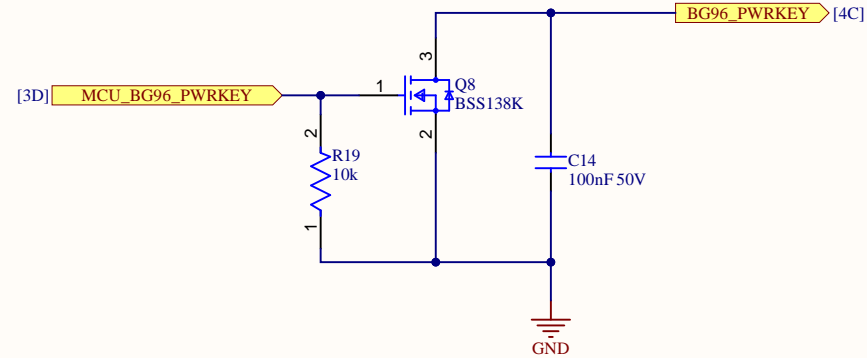 BG96_PWRKEY [4C]
3
Q8
BSS138K
1
[3D] MCU_BG96_PWRKEY
2
2
R19
10k
1
C14
100nF 50V
GND